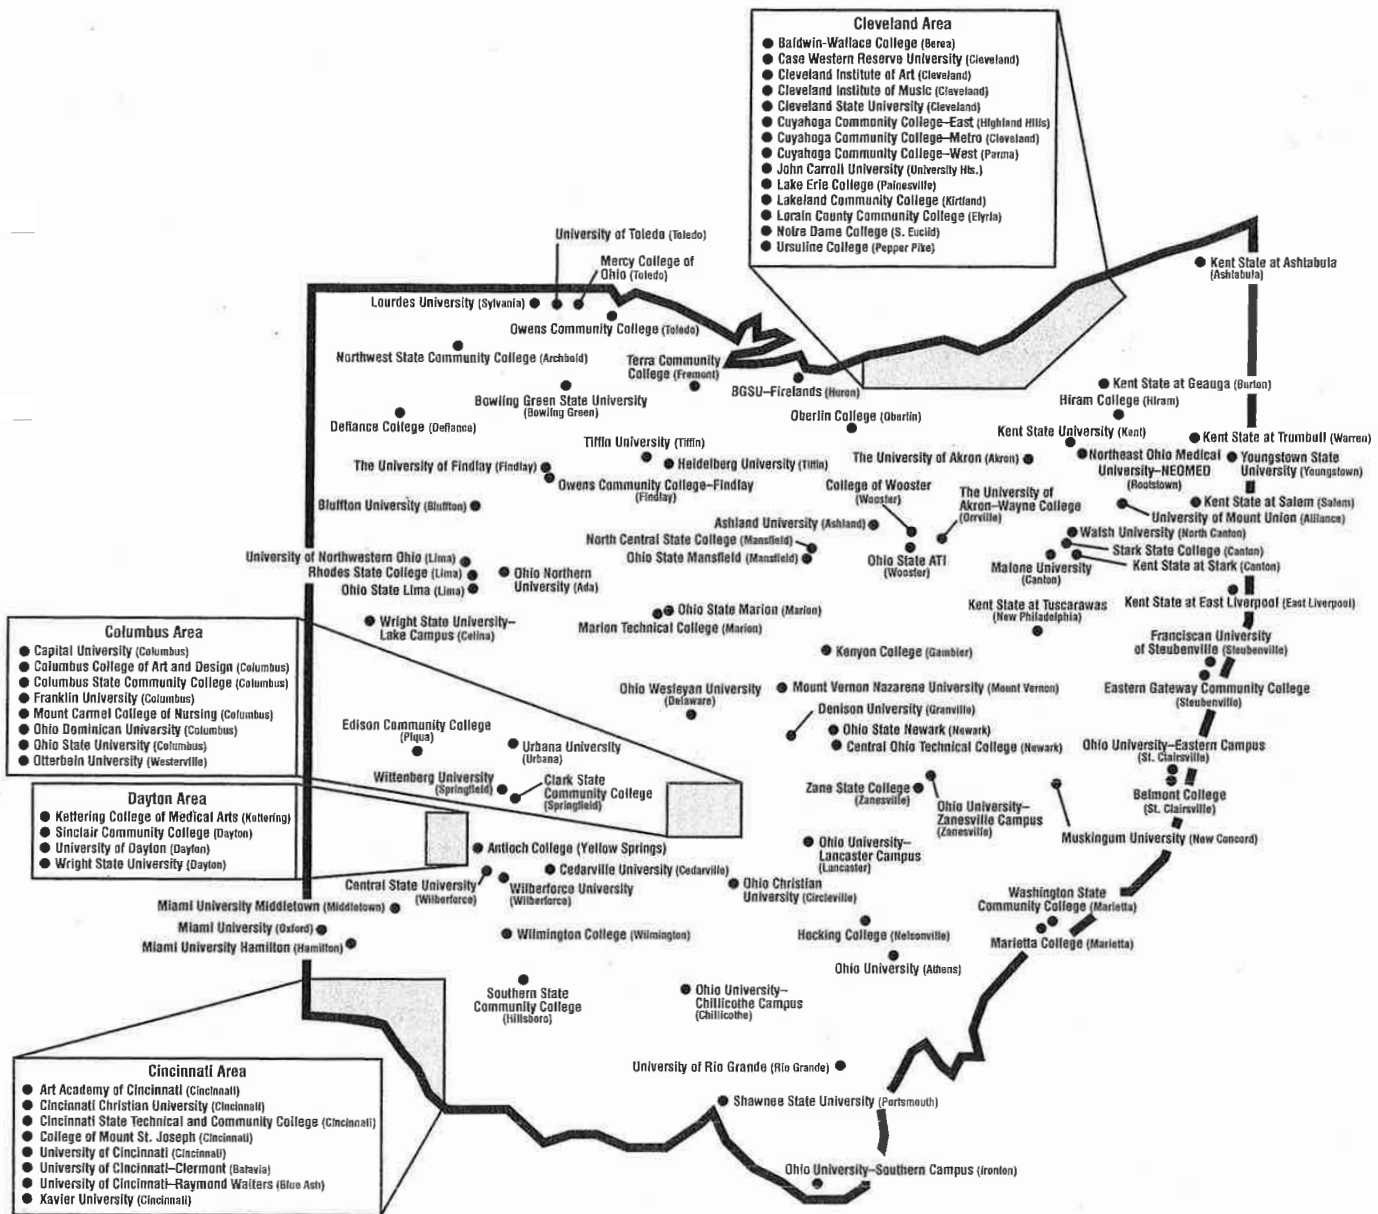 Cleveland Area
Baldwin-Wallace College (Berea)
Case Western Reserve University (Cleveland)
Cleveland Institute of Art (Cleveland)
Cleveland Institute of Music (Cleveland)
Cleveland State University (Cleveland)
Cuyahoga Community College–East (Highland Hills)
Cuyahoga Community College–Metro (Cleveland)
Cuyahoga Community College–West (Parma)
John Carroll University (University Hts.)
Lake Erie College (Painesville)
Lakeland Community College (Kirtland)
Lorain County Community College (Elyria)
Notre Dame College (S. Euclid)
Ursuline College (Pepper Pike)
University of Toledo (Toledo)
Mercy College of
Ohio (Toledo)
Kent State at Ashtabula
(Ashtabula)
Lourdes University (Sylvania)
Owens Community College (Toledo)
Northwest State Community College (Archbold)
Terra Community
College (Fremont)
BGSU–Firelands (Huron)
Kent State at Geauga (Burton)
Hiram College (Hiram)
Bowling Green State University
(Bowling Green)
Oberlin College (Oberlin)
Defiance College (Defiance)
Kent State University (Kent)
Kent State at Trumbull (Warren)
Tiffin University (Tiffin)
Heidelberg University (Tiffin)
The University of Akron (Akron)
Northeast Ohio Medical
University–NEOMED
(Rootstown)
Youngstown State
University (Youngstown)
The University of Findlay (Findlay)
Owens Community College–Findlay
(Findlay)
College of Wooster
(Wooster)
The University of
Akron–Wayne College
(Orrville)
Kent State at Salem (Salem)
University of Mount Union (Alliance)
Bluffton University (Bluffton)
Ashland University (Ashland)
North Central State College (Mansfield)
Ohio State Mansfield (Mansfield)
Ohio State ATI
(Wooster)
Walsh University (North Canton)
Stark State College (Canton)
Kent State at Stark (Canton)
Malone University
(Canton)
University of Northwestern Ohio (Lima)
Rhodes State College (Lima)
Ohio State Lima (Lima)
Ohio Northern
University (Ada)
Kent State at Tuscarawas
(New Philadelphia)
Kent State at East Liverpool (East Liverpool)
Ohio State Marion (Marion)
Marion Technical College (Marion)
Wright State University–
Lake Campus (Celina)
Franciscan University
of Steubenville (Steubenville)
Columbus Area
Capital University (Columbus)
Columbus College of Art and Design (Columbus)
Columbus State Community College (Columbus)
Franklin University (Columbus)
Mount Carmel College of Nursing (Columbus)
Ohio Dominican University (Columbus)
Ohio State University (Columbus)
Otterbein University (Westerville)
Kenyon College (Gambier)
Ohio Wesleyan University
(Delaware)
Mount Vernon Nazarene University (Mount Vernon)
Eastern Gateway Community College
(Steubenville)
Denison University (Granville)
Edison Community College
(Piqua)
Urbana University
(Urbana)
Ohio State Newark (Newark)
Central Ohio Technical College (Newark)
Ohio University–Eastern Campus
(St. Clairsville)
Wittenberg University
(Springfield)
Clark State
Community College
(Springfield)
Zane State College
(Zanesville)
Ohio University–
Zanesville Campus
(Zanesville)
Belmont College
(St. Clairsville)
Muskingum University (New Concord)
Dayton Area
Kettering College of Medical Arts (Kettering)
Sinclair Community College (Dayton)
University of Dayton (Dayton)
Wright State University (Dayton)
Antioch College (Yellow Springs)
Ohio University–
Lancaster Campus
(Lancaster)
Cedarville University (Cedarville)
Central State University
(Wilberforce)
Wilberforce University
(Wilberforce)
Ohio Christian
University (Circleville)
Washington State
Community College (Marietta)
Miami University Middletown (Middletown)
Miami University (Oxford)
Miami University Hamilton (Hamilton)
Wilmington College (Wilmington)
Hocking College (Nelsonville)
Marietta College (Marietta)
Ohio University (Athens)
Southern State
Community College
(Hillsboro)
Ohio University–
Chillicothe Campus
(Chillicothe)
University of Rio Grande (Rio Grande)
Shawnee State University (Portsmouth)
Ohio University–Southern Campus (Ironton)
Cincinnati Area
Art Academy of Cincinnati (Cincinnati)
Cincinnati Christian University (Cincinnati)
Cincinnati State Technical and Community College (Cincinnati)
College of Mount St. Joseph (Cincinnati)
University of Cincinnati (Cincinnati)
University of Cincinnati–Clermont (Batavia)
University of Cincinnati–Raymond Walters (Blue Ash)
Xavier University (Cincinnati)